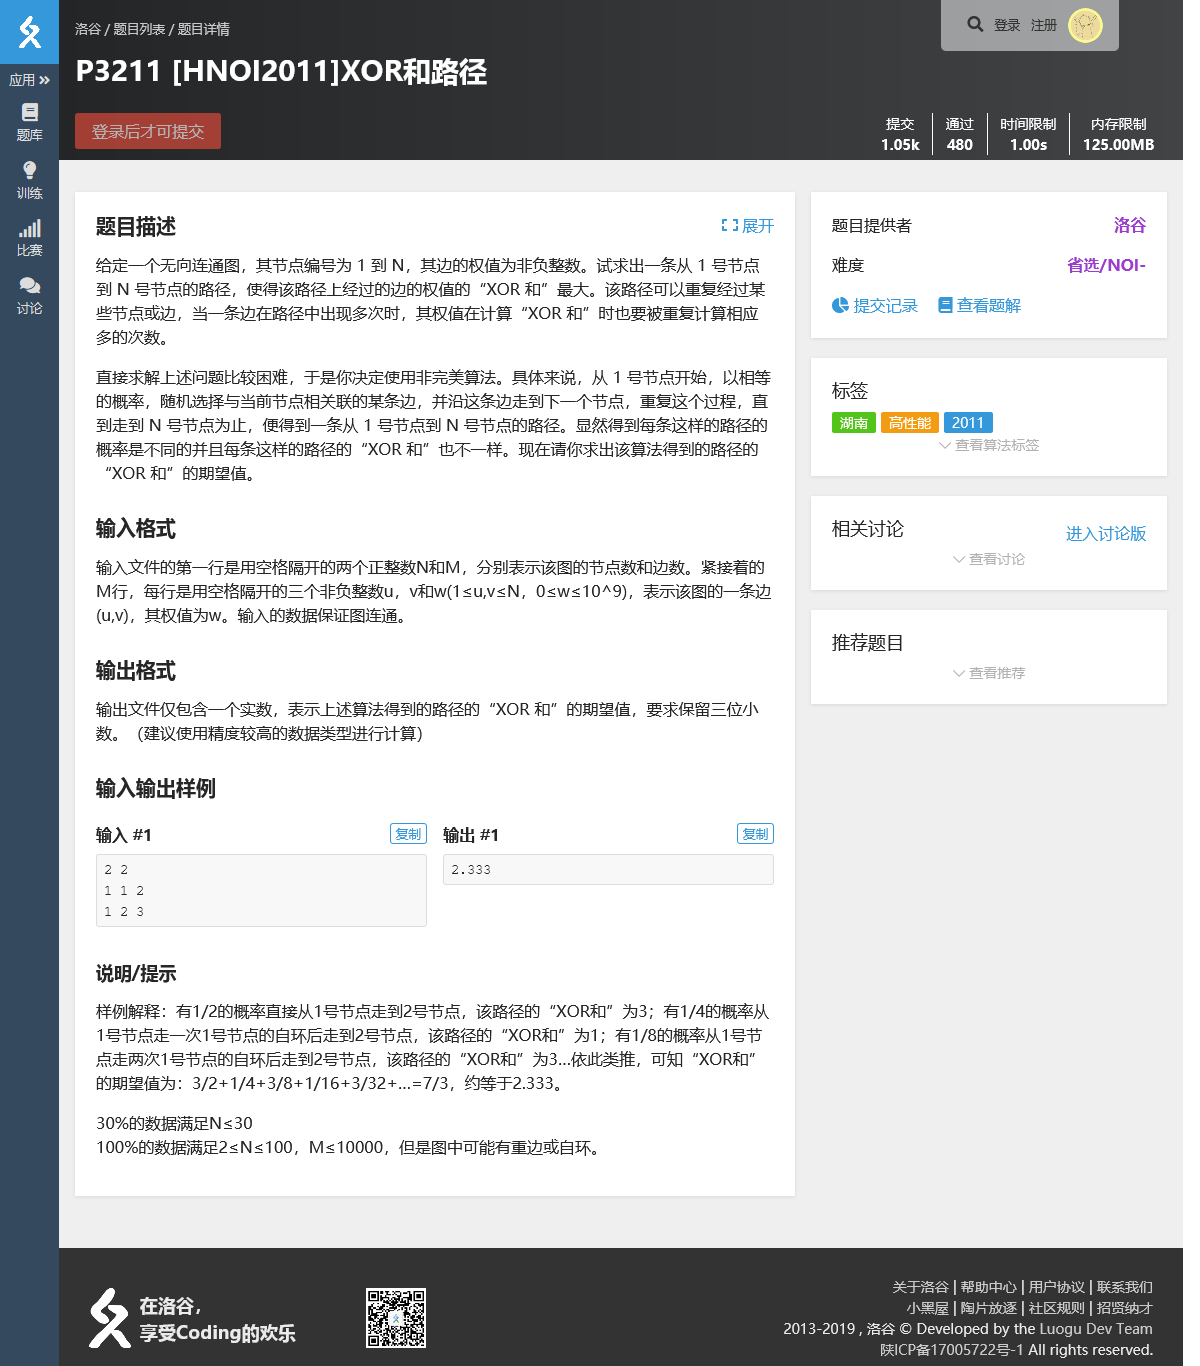 洛谷 / 题目列表 / 题目详情
登录 注册
P3211 [HNOI2011]XOR和路径
应用
题库
训练
比赛
讨论
登录后才可提交
提交
1.05k
通过
480
时间限制
1.00s
内存限制
125.00MB
题目描述
展开
给定一个无向连通图，其节点编号为 1 到 N，其边的权值为非负整数。试求出一条从 1 号节点
到 N 号节点的路径，使得该路径上经过的边的权值的“XOR 和”最大。该路径可以重复经过某
些节点或边，当一条边在路径中出现多次时，其权值在计算“XOR 和”时也要被重复计算相应
多的次数。
直接求解上述问题比较困难，于是你决定使用非完美算法。具体来说，从 1 号节点开始，以相等
的概率，随机选择与当前节点相关联的某条边，并沿这条边走到下一个节点，重复这个过程，直
到走到 N 号节点为止，便得到一条从 1 号节点到 N 号节点的路径。显然得到每条这样的路径的
概率是不同的并且每条这样的路径的“XOR 和”也不一样。现在请你求出该算法得到的路径的
“XOR 和”的期望值。
输入格式
输入文件的第一行是用空格隔开的两个正整数N和M，分别表示该图的节点数和边数。紧接着的
M行，每行是用空格隔开的三个非负整数u，v和w(1≤u,v≤N，0≤w≤10^9)，表示该图的一条边
(u,v)，其权值为w。输入的数据保证图连通。
输出格式
输出文件仅包含一个实数，表示上述算法得到的路径的“XOR 和”的期望值，要求保留三位小
数。（建议使用精度较高的数据类型进行计算）
输入输出样例
输入 #1
复制
2 2
1 1 2
1 2 3
输出 #1
复制
2.333
说明/提示
样例解释：有1/2的概率直接从1号节点走到2号节点，该路径的“XOR和”为3；有1/4的概率从
1号节点走一次1号节点的自环后走到2号节点，该路径的“XOR和”为1；有1/8的概率从1号节
点走两次1号节点的自环后走到2号节点，该路径的“XOR和”为3…依此类推，可知“XOR和”
的期望值为：3/2+1/4+3/8+1/16+3/32+…=7/3，约等于2.333。
30%的数据满足N≤30
100%的数据满足2≤N≤100，M≤10000，但是图中可能有重边或自环。
题目提供者
洛谷
难度
省选/NOI-
提交记录
查看题解
标签
湖南 高性能 2011
查看算法标签
相关讨论
进入讨论版
查看讨论
推荐题目
查看推荐
在洛谷，
享受Coding的欢乐
关于洛谷 | 帮助中心 | 用户协议 | 联系我们
小黑屋 | 陶片放逐 | 社区规则 | 招贤纳才
2013-2019 , 洛谷 © Developed by the Luogu Dev Team
陕ICP备17005722号-1 All rights reserved.